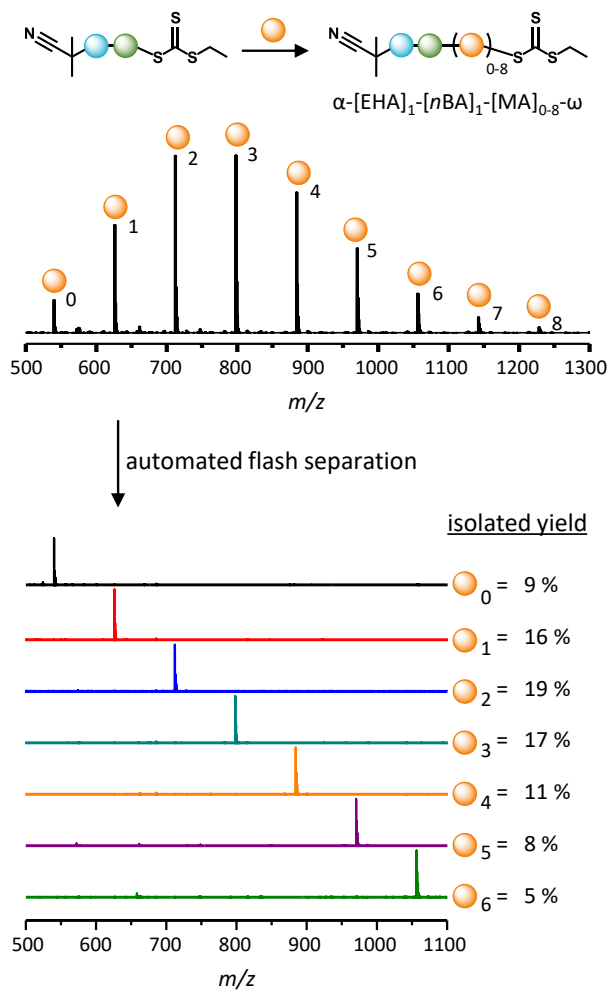 N S S S
N S S S
0-8
α-[EHA]₁-[nBA]₁-[MA]₀₋₈-ω
0 1 2 3 4 5 6 7 8
500 600 700 800 900 1000 1100 1200 1300
m/z
automated flash separation
isolated yield
0 = 9 %
1 = 16 %
2 = 19 %
3 = 17 %
4 = 11 %
5 = 8 %
6 = 5 %
500 600 700 800 900 1000 1100
m/z